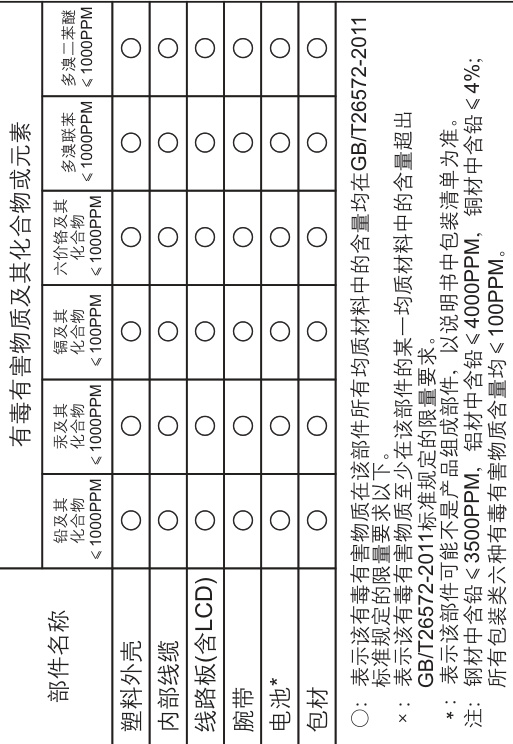 部件名称
有毒有害物质及其化合物或元素
铅及其
化合物
≤1000PPM
汞及其
化合物
≤1000PPM
镉及其
化合物
≤100PPM
六价铬及其
化合物
≤1000PPM
多溴联苯
≤1000PPM
多溴二苯醚
≤1000PPM
塑料外壳 ○ ○ ○ ○ ○ ○
内部线缆 ○ ○ ○ ○ ○ ○
线路板(含LCD) ○ ○ ○ ○ ○ ○
腕带 ○ ○ ○ ○ ○ ○
电池* ○ ○ ○ ○ ○ ○
包材 ○ ○ ○ ○ ○ ○
○: 表示该有毒有害物质在该部件所有均质材料中的含量均在GB/T26572-2011
标准规定的限量要求以下。
×: 表示该有毒有害物质至少在该部件的某一均质材料中的含量超出
GB/T26572-2011标准规定的限量要求。
*: 表示该部件可能不是产品组成部件，以说明书中包装清单为准。
注: 钢材中含铅≤3500PPM，铝材中含铅≤4000PPM，铜材中含铅≤4%;
所有包装类六种有毒有害物质含量均≤100PPM。